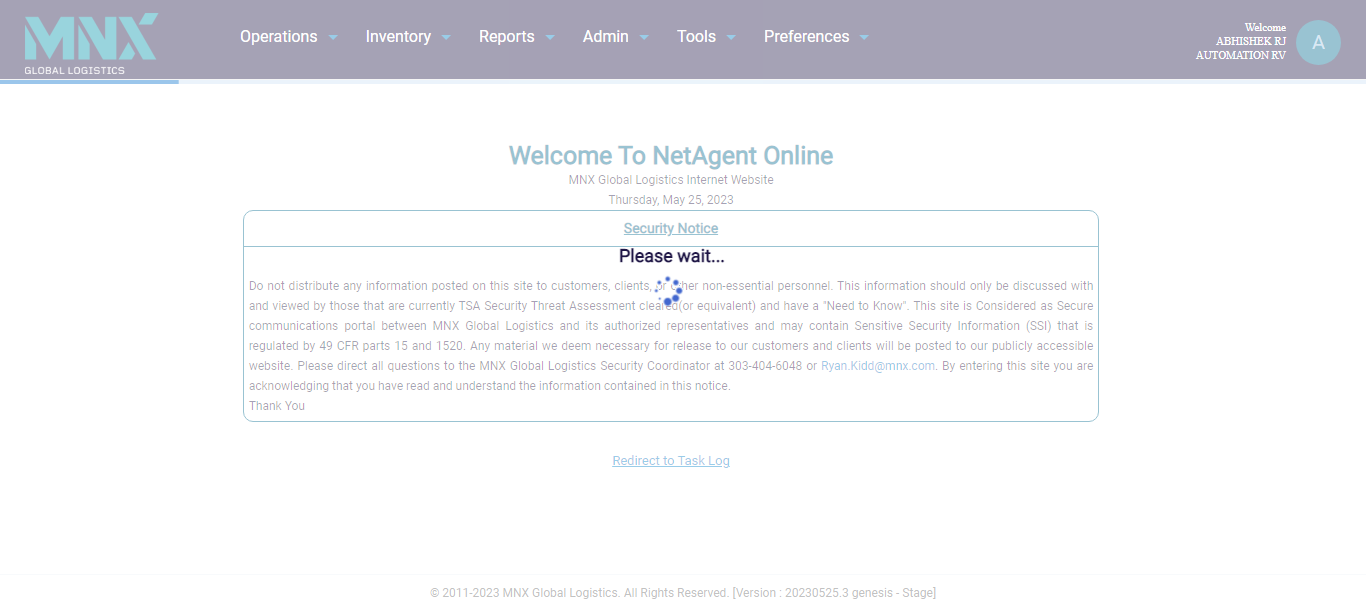 MNX
GLOBAL LOGISTICS
Operations Inventory Reports Admin Tools Preferences
Welcome
ABHISHEK RJ
AUTOMATION RV
A
Welcome To NetAgent Online
MNX Global Logistics Internet Website
Thursday, May 25, 2023
Security Notice
Please wait...
Do not distribute any information posted on this site to customers, clients, or other non-essential personnel. This information should only be discussed with
and viewed by those that are currently TSA Security Threat Assessment cleared(or equivalent) and have a "Need to Know". This site is Considered as Secure
communications portal between MNX Global Logistics and its authorized representatives and may contain Sensitive Security Information (SSI) that is
regulated by 49 CFR parts 15 and 1520. Any material we deem necessary for release to our customers and clients will be posted to our publicly accessible
website. Please direct all questions to the MNX Global Logistics Security Coordinator at 303-404-6048 or Ryan.Kidd@mnx.com. By entering this site you are
acknowledging that you have read and understand the information contained in this notice.
Thank You
Redirect to Task Log
© 2011-2023 MNX Global Logistics. All Rights Reserved. [Version : 20230525.3 genesis - Stage]